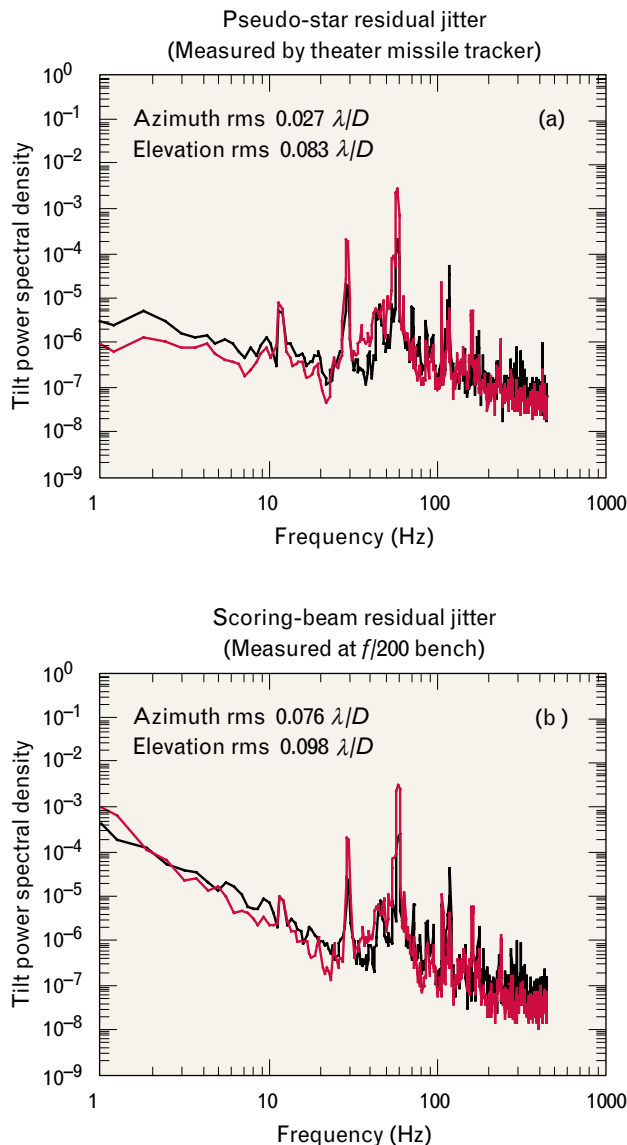 Pseudo-star residual jitter
(Measured by theater missile tracker)
10⁰
10⁻¹
10⁻²
10⁻³
10⁻⁴
10⁻⁵
10⁻⁶
10⁻⁷
10⁻⁸
10⁻⁹
Tilt power spectral density
Azimuth rms 0.027 λ/D
Elevation rms 0.083 λ/D
(a)
1 10 100 1000
Frequency (Hz)
Scoring-beam residual jitter
(Measured at f/200 bench)
10⁰
10⁻¹
10⁻²
10⁻³
10⁻⁴
10⁻⁵
10⁻⁶
10⁻⁷
10⁻⁸
10⁻⁹
Tilt power spectral density
Azimuth rms 0.076 λ/D
Elevation rms 0.098 λ/D
(b)
1 10 100 1000
Frequency (Hz)